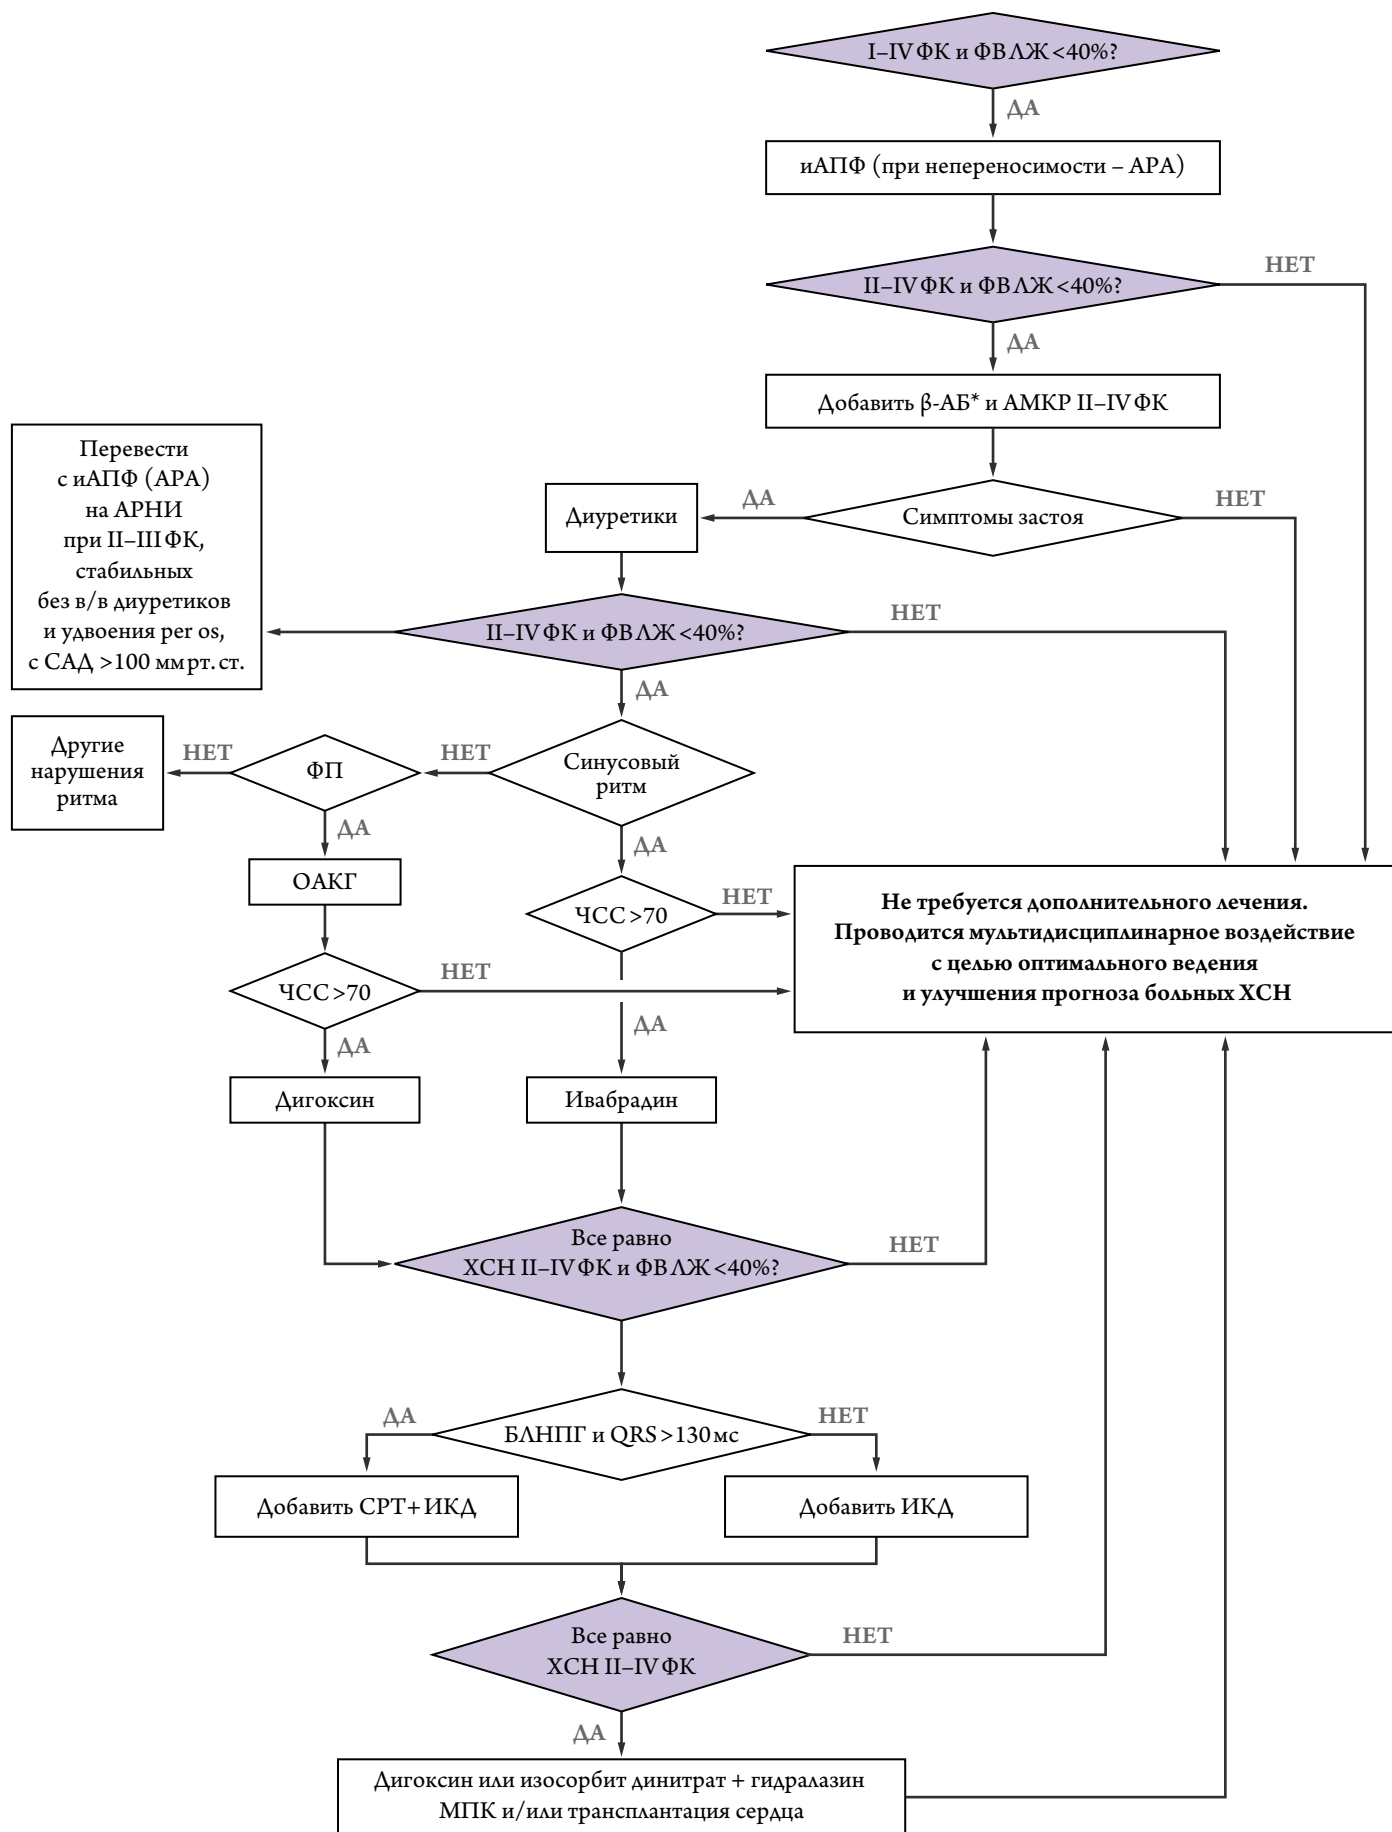 I–IV ФК и ФВ ЛЖ <40%?
ДА
иАПФ (при непереносимости – АРА)
II–IV ФК и ФВ ЛЖ <40%?
НЕТ
ДА
Добавить β-АБ* и АМКР II–IV ФК
Перевести
с иАПФ (АРА)
на АРНИ
при II–III ФК,
стабильных
без в/в диуретиков
и удвоения per os,
с САД >100 мм рт. ст.
Диуретики
ДА
Симптомы застоя
НЕТ
II–IV ФК и ФВ ЛЖ <40%?
НЕТ
ДА
Другие
нарушения
ритма
НЕТ
ФП
НЕТ
Синусовый
ритм
ДА
ДА
ОАКГ
ЧСС >70
НЕТ
Не требуется дополнительного лечения.
Проводится мультидисциплинарное воздействие
с целью оптимального ведения
и улучшения прогноза больных ХСН
ЧСС >70
НЕТ
ДА
ДА
Дигоксин
Ивабрадин
Все равно
ХСН II–IV ФК и ФВ ЛЖ <40%?
НЕТ
ДА
БЛНПГ и QRS >130 мс
НЕТ
Добавить СРТ+ ИКД
Добавить ИКД
Все равно
ХСН II–IV ФК
НЕТ
ДА
Дигоксин или изосорбит динитрат + гидралазин
МПК и/или трансплантация сердца